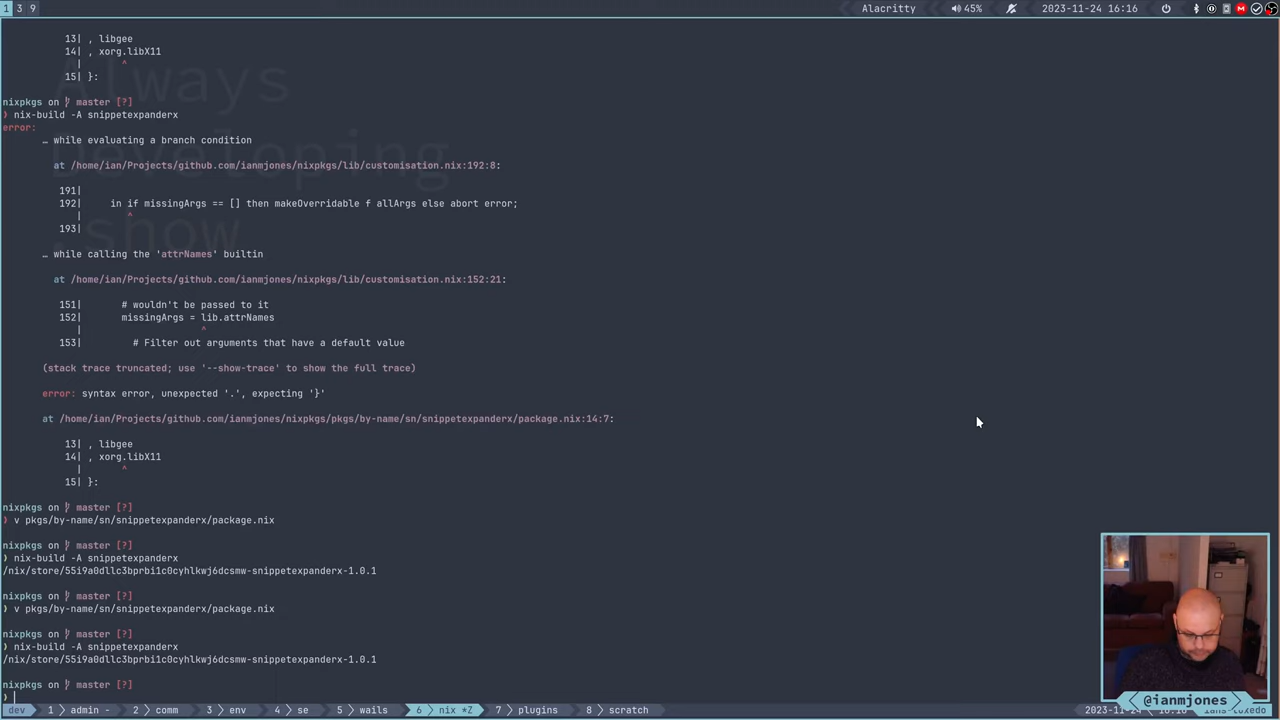 1 3 9 Alacritty 45% 2023-11-24 16:16
13| , libgee
14| , xorg.libX11
| ^
15| }:
Always
Developing
.show
nixpkgs on master [?]
❯ nix-build -A snippetexpanderx
error:
… while evaluating a branch condition
at /home/ian/Projects/github.com/ianmjones/nixpkgs/lib/customisation.nix:192:8:
191|
192| in if missingArgs == [] then makeOverridable f allArgs else abort error;
| ^
193|
… while calling the 'attrNames' builtin
at /home/ian/Projects/github.com/ianmjones/nixpkgs/lib/customisation.nix:152:21:
151| # wouldn't be passed to it
152| missingArgs = lib.attrNames
| ^
153| # Filter out arguments that have a default value
(stack trace truncated; use '--show-trace' to show the full trace)
error: syntax error, unexpected '.', expecting '}'
at /home/ian/Projects/github.com/ianmjones/nixpkgs/pkgs/by-name/sn/snippetexpanderx/package.nix:14:7:
13| , libgee
14| , xorg.libX11
| ^
15| }:
nixpkgs on master [?]
❯ v pkgs/by-name/sn/snippetexpanderx/package.nix
nixpkgs on master [?]
❯ nix-build -A snippetexpanderx
/nix/store/55i9a0dllc3bprbi1c0cyhlkwj6dcsmw-snippetexpanderx-1.0.1
nixpkgs on master [?]
❯ v pkgs/by-name/sn/snippetexpanderx/package.nix
nixpkgs on master [?]
❯ nix-build -A snippetexpanderx
/nix/store/55i9a0dllc3bprbi1c0cyhlkwj6dcsmw-snippetexpanderx-1.0.1
nixpkgs on master [?]
❯
@ianmjones
dev 1 admin - 2 comm 3 env 4 se 5 wails 6 nix *Z 7 plugins 8 scratch 2023-11-24